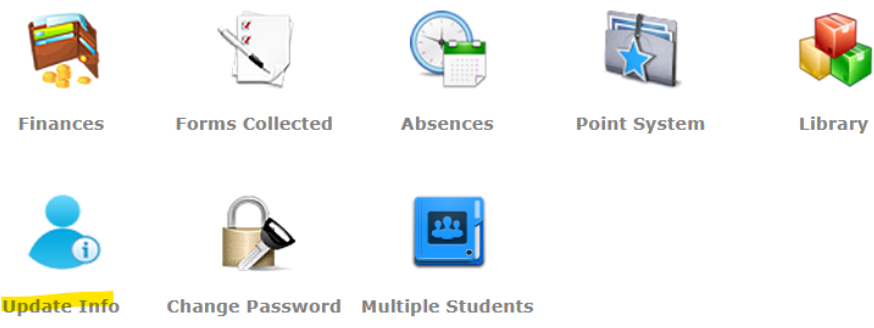 Finances Forms Collected Absences Point System Library
Update Info Change Password Multiple Students